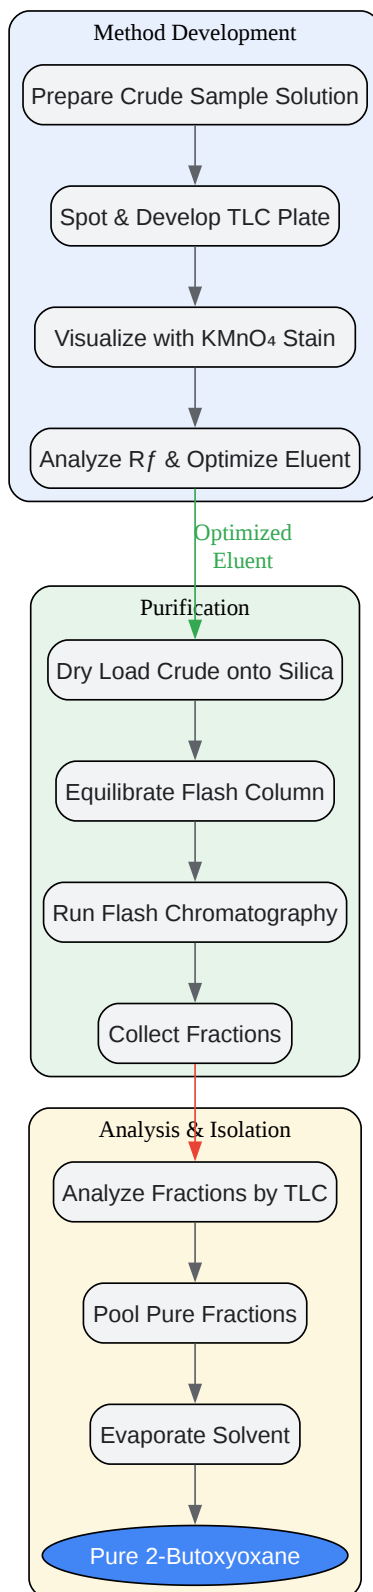 Method Development
Prepare Crude Sample Solution
Spot & Develop TLC Plate
Visualize with KMnO₄ Stain
Analyze Rƒ & Optimize Eluent
Optimized
Eluent
Purification
Dry Load Crude onto Silica
Equilibrate Flash Column
Run Flash Chromatography
Collect Fractions
Analysis & Isolation
Analyze Fractions by TLC
Pool Pure Fractions
Evaporate Solvent
Pure 2-Butoxyoxane